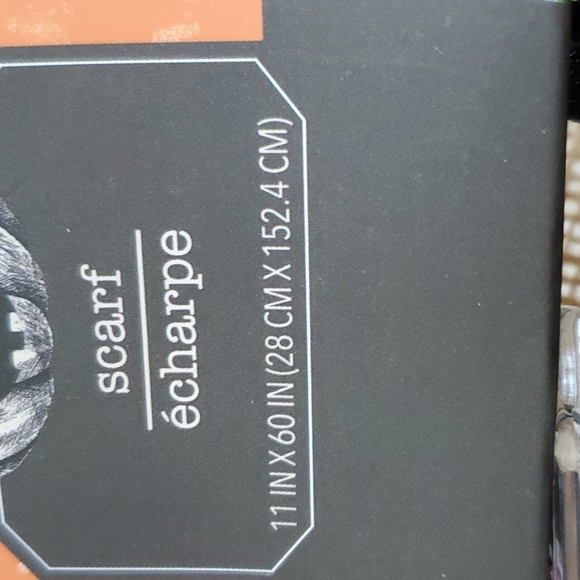 scarf
écharpe
11 IN X 60 IN (28 CM X 152.4 CM)